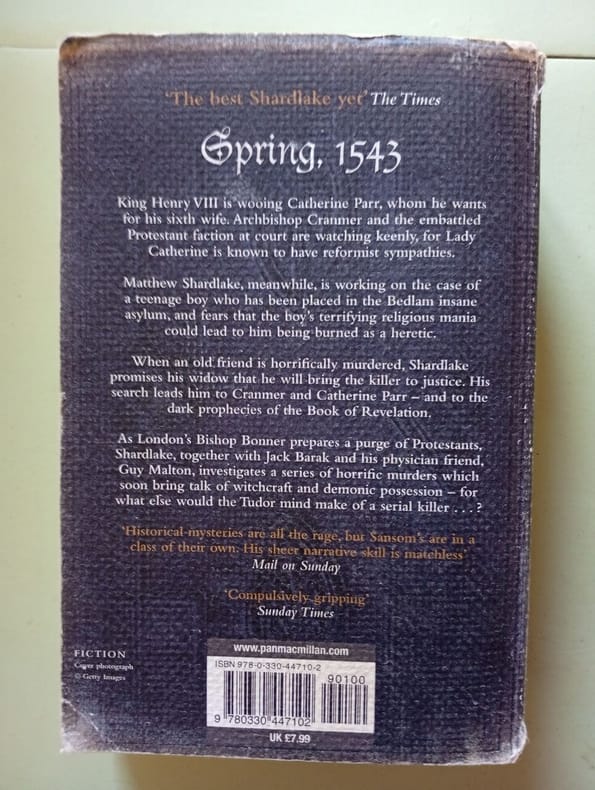 'The best Shardlake yet' The Times
Spring, 1543
King Henry VIII is wooing Catherine Parr, whom he wants
for his sixth wife. Archbishop Cranmer and the embattled
Protestant faction at court are watching keenly, for Lady
Catherine is known to have reformist sympathies.
Matthew Shardlake, meanwhile, is working on the case of
a teenage boy who has been placed in the Bedlam insane
asylum, and fears that the boy's terrifying religious mania
could lead to him being burned as a heretic.
When an old friend is horrifically murdered, Shardlake
promises his widow that he will bring the killer to justice. His
search leads him to Cranmer and Catherine Parr – and to the
dark prophecies of the Book of Revelation.
As London's Bishop Bonner prepares a purge of Protestants,
Shardlake, together with Jack Barak and his physician friend,
Guy Malton, investigates a series of horrific murders which
soon bring talk of witchcraft and demonic possession – for
what else would the Tudor mind make of a serial killer . . . ?
'Historical mysteries are all the rage, but Sansom's are in a
class of their own. His sheer narrative skill is matchless'
Mail on Sunday
'Compulsively gripping'
Sunday Times
FICTION
Cover photograph
© Getty Images
www.panmacmillan.com
ISBN 978-0-330-44710-2
90100
9 780330 447102
UK £7.99